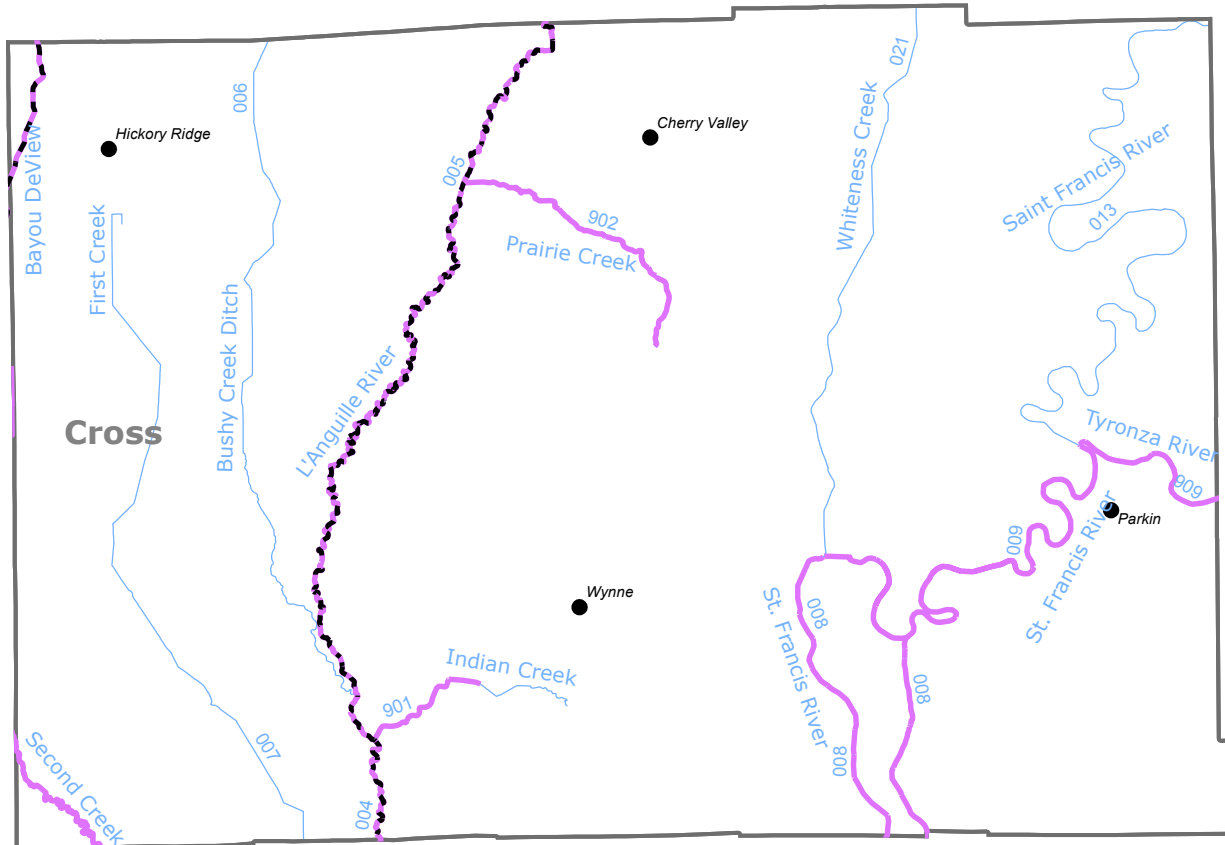 021
006
Cherry Valley
Hickory Ridge
Bayou DeView
005
Whiteness Creek
Saint Francis River
013
902
Prairie Creek
First Creek
Bushy Creek Ditch
L'Anguille River
Cross
Tyronza River
909
Parkin
009
St. Francis River
Wynne
008
St. Francis River
Indian Creek
008
901
007
008
Second Creek
004